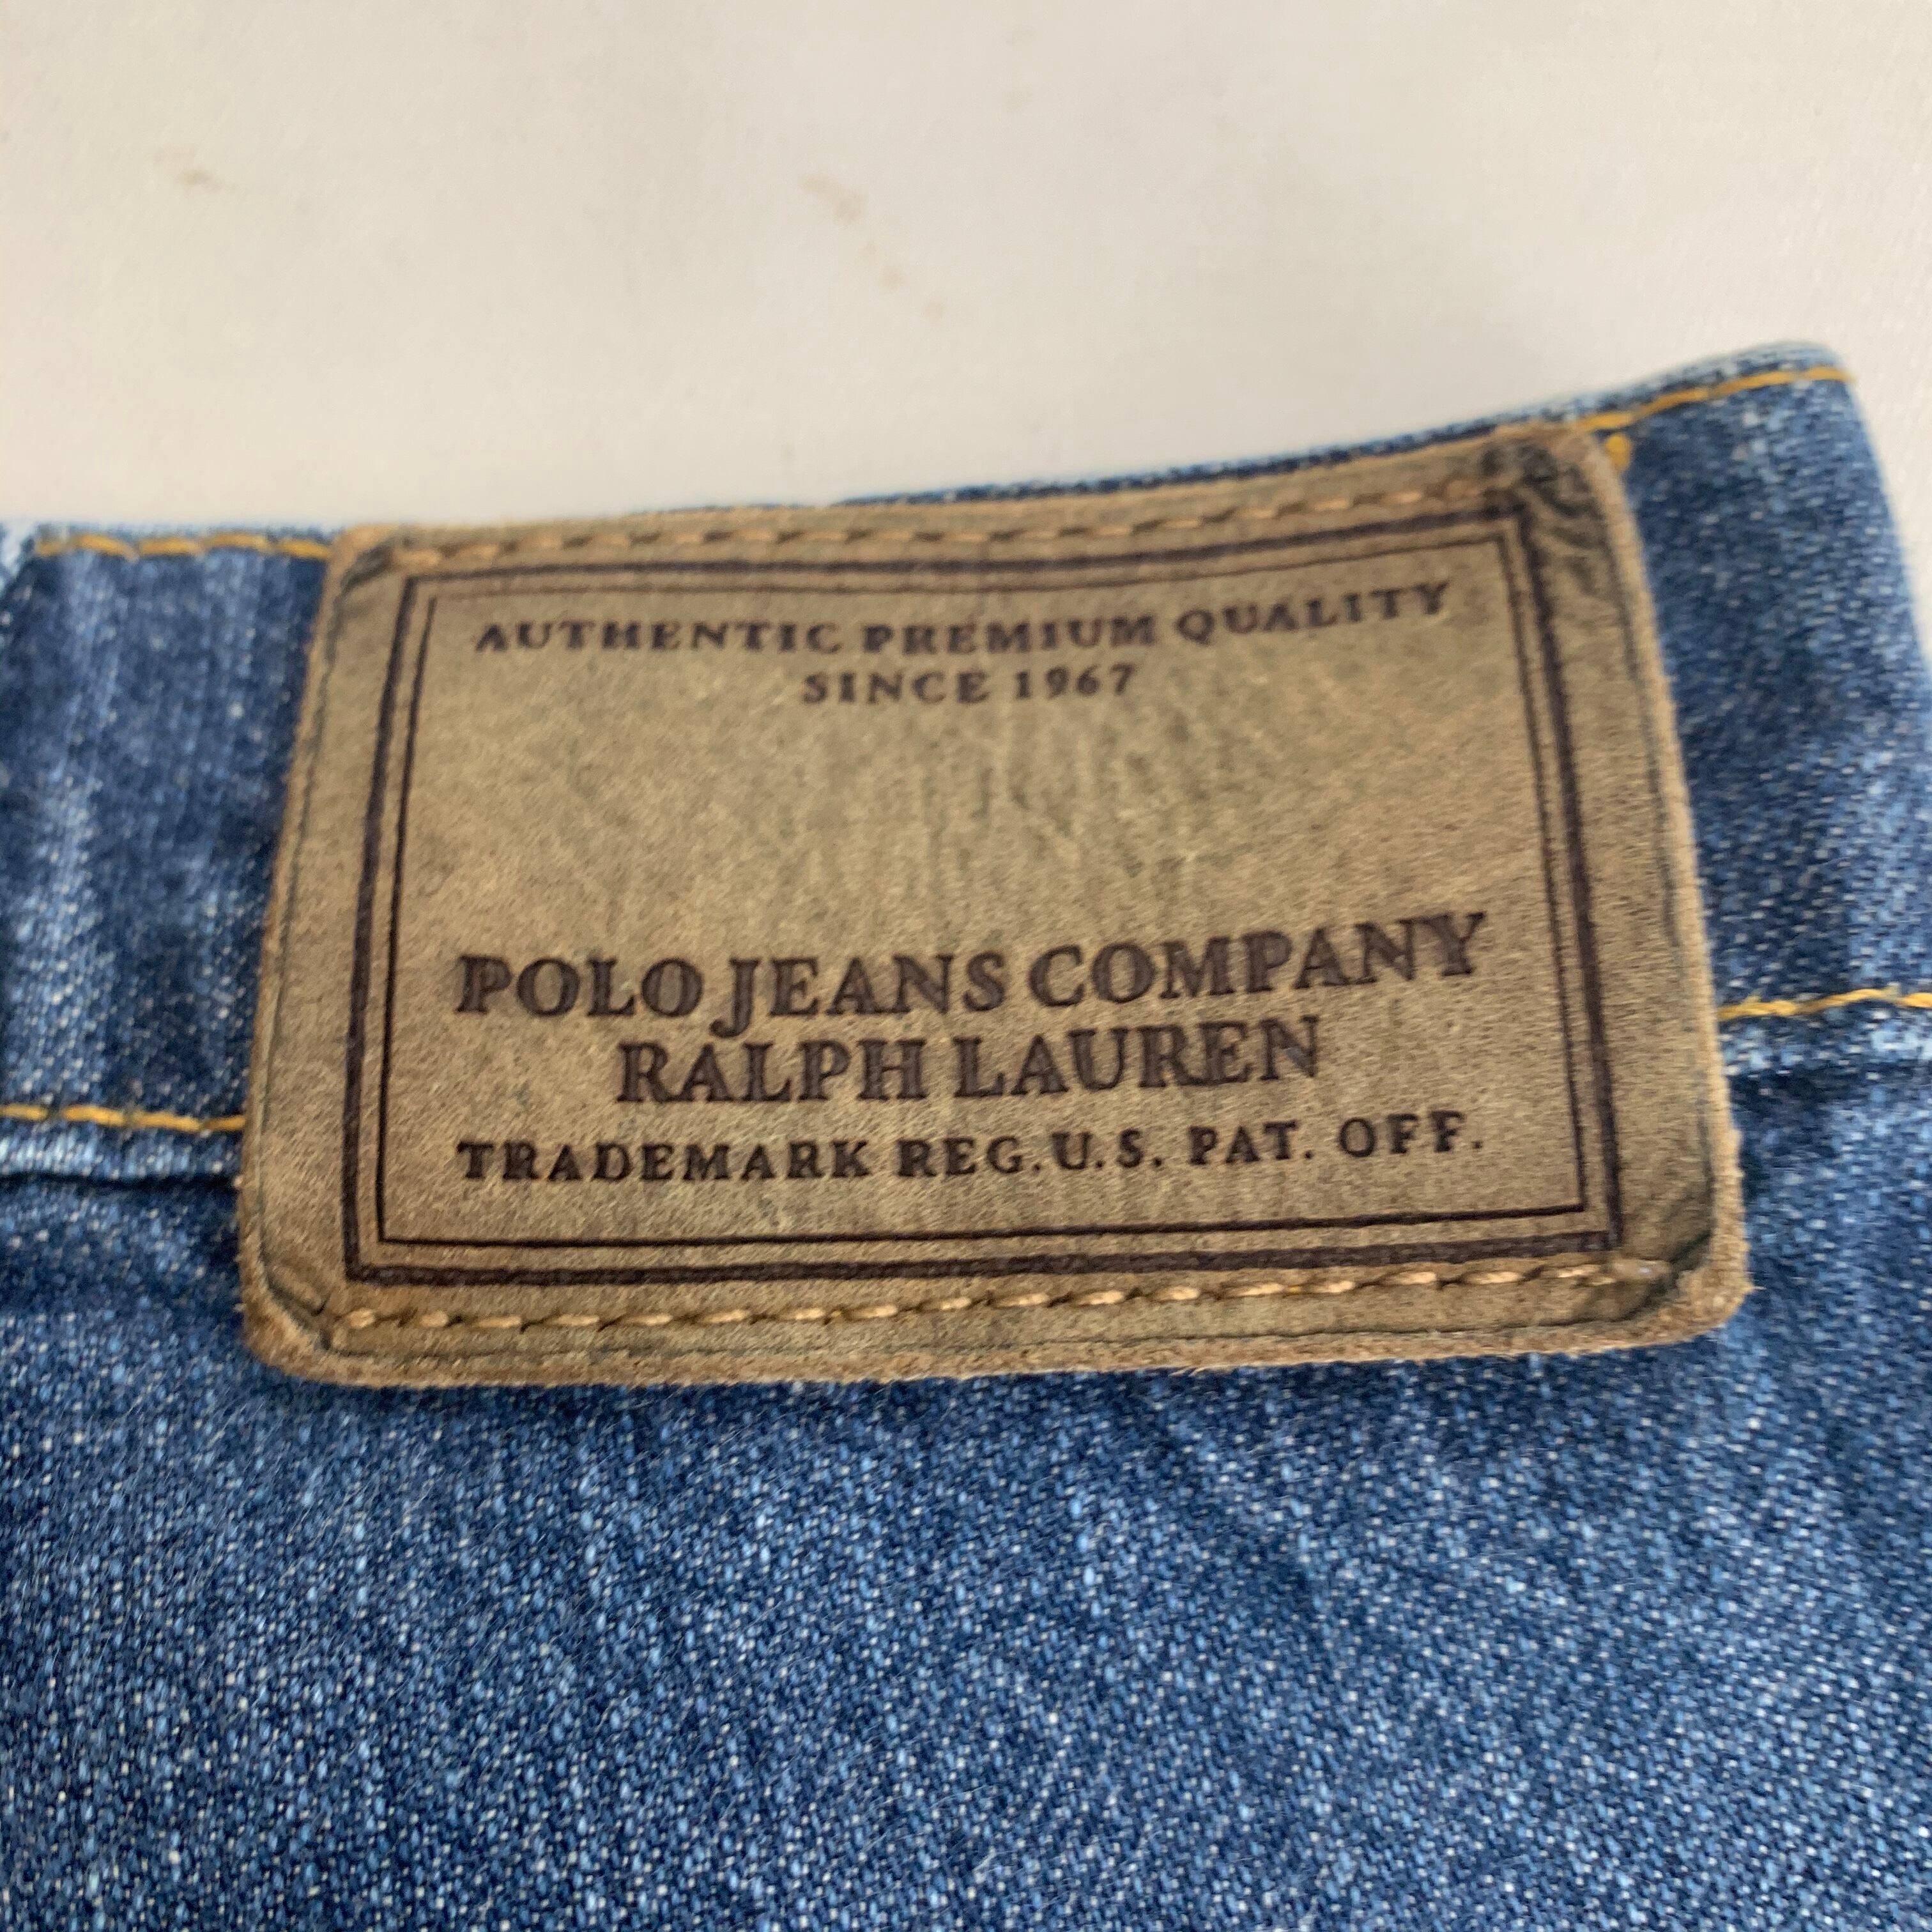 AUTHENTIC PREMIUM QUALITY
SINCE 1967
POLO JEANS COMPANY
RALPH LAUREN
TRADEMARK REG. U.S. PAT. OFF.